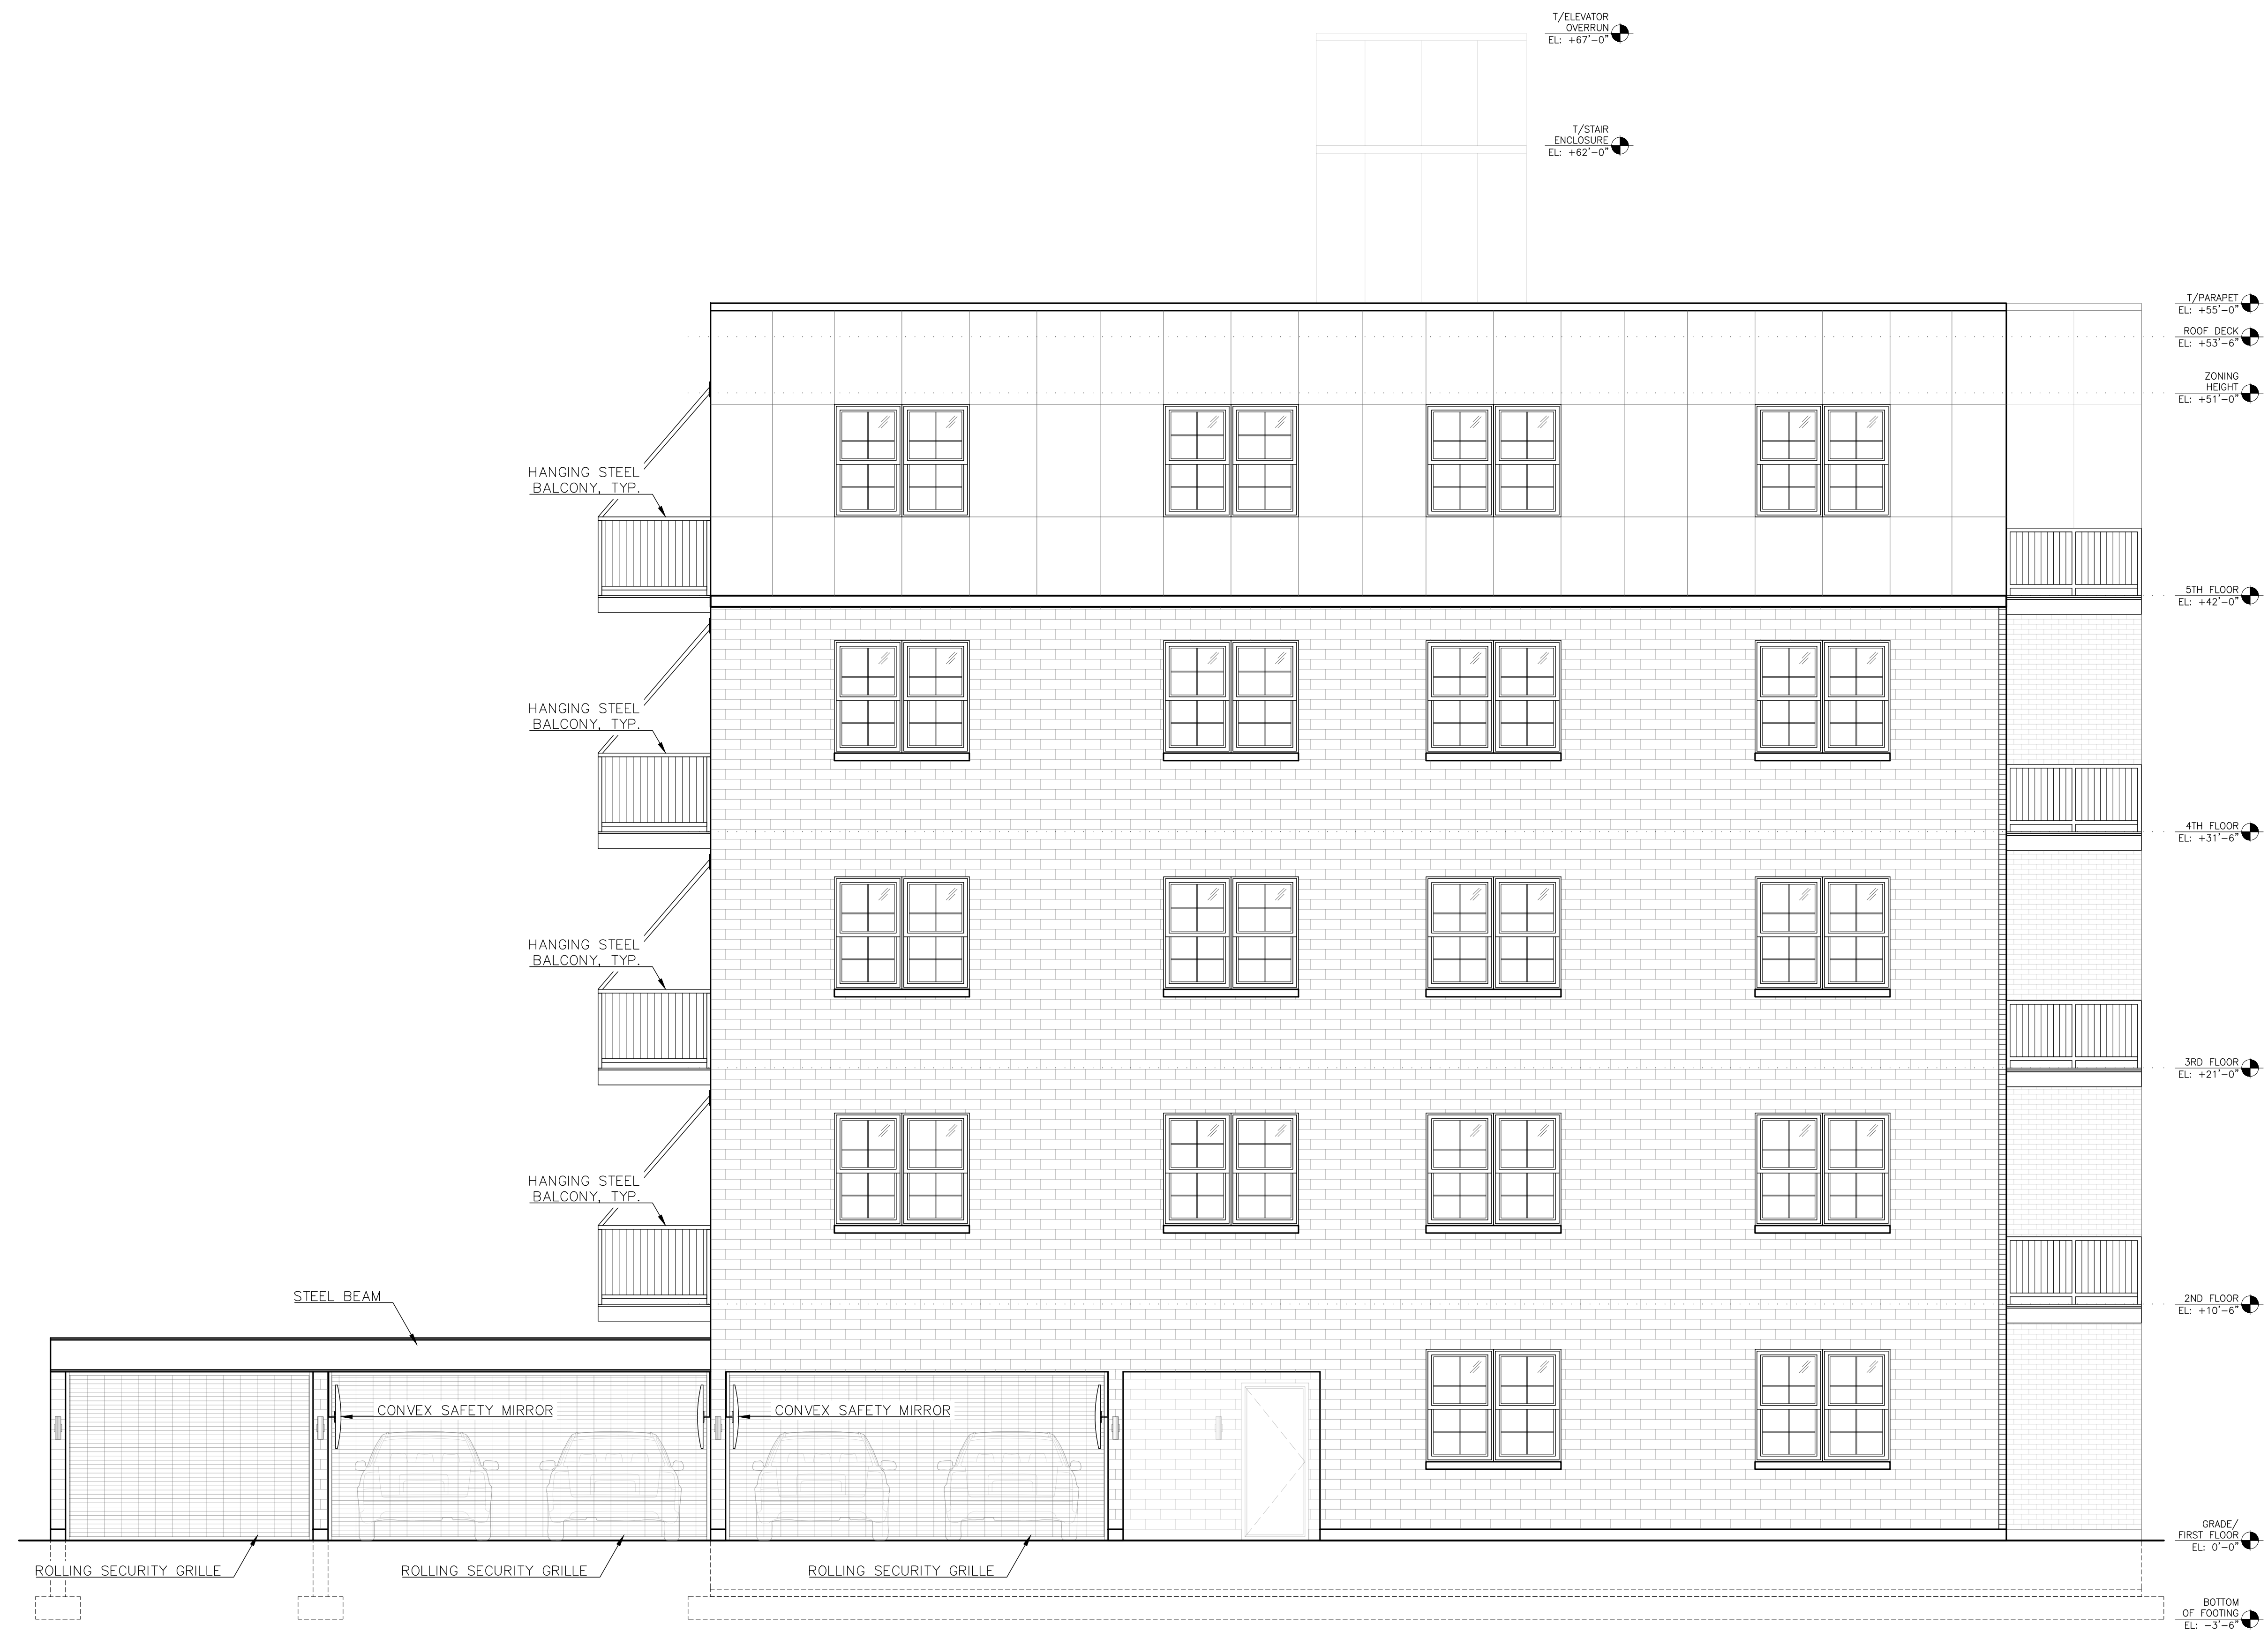 T/ELEVATOR
OVERRUN
EL: +67'-0"
T/STAIR
ENCLOSURE
EL: +62'-0"
T/PARAPET
EL: +55'-0"
ROOF DECK
EL: +53'-6"
ZONING
HEIGHT
EL: +51'-0"
HANGING STEEL
BALCONY, TYP.
5TH FLOOR
EL: +42'-0"
HANGING STEEL
BALCONY, TYP.
4TH FLOOR
EL: +31'-6"
HANGING STEEL
BALCONY, TYP.
3RD FLOOR
EL: +21'-0"
HANGING STEEL
BALCONY, TYP.
STEEL BEAM
2ND FLOOR
EL: +10'-6"
CONVEX SAFETY MIRROR
CONVEX SAFETY MIRROR
GRADE/
FIRST FLOOR
EL: 0'-0"
ROLLING SECURITY GRILLE
ROLLING SECURITY GRILLE
ROLLING SECURITY GRILLE
BOTTOM
OF FOOTING
EL: -3'-6"